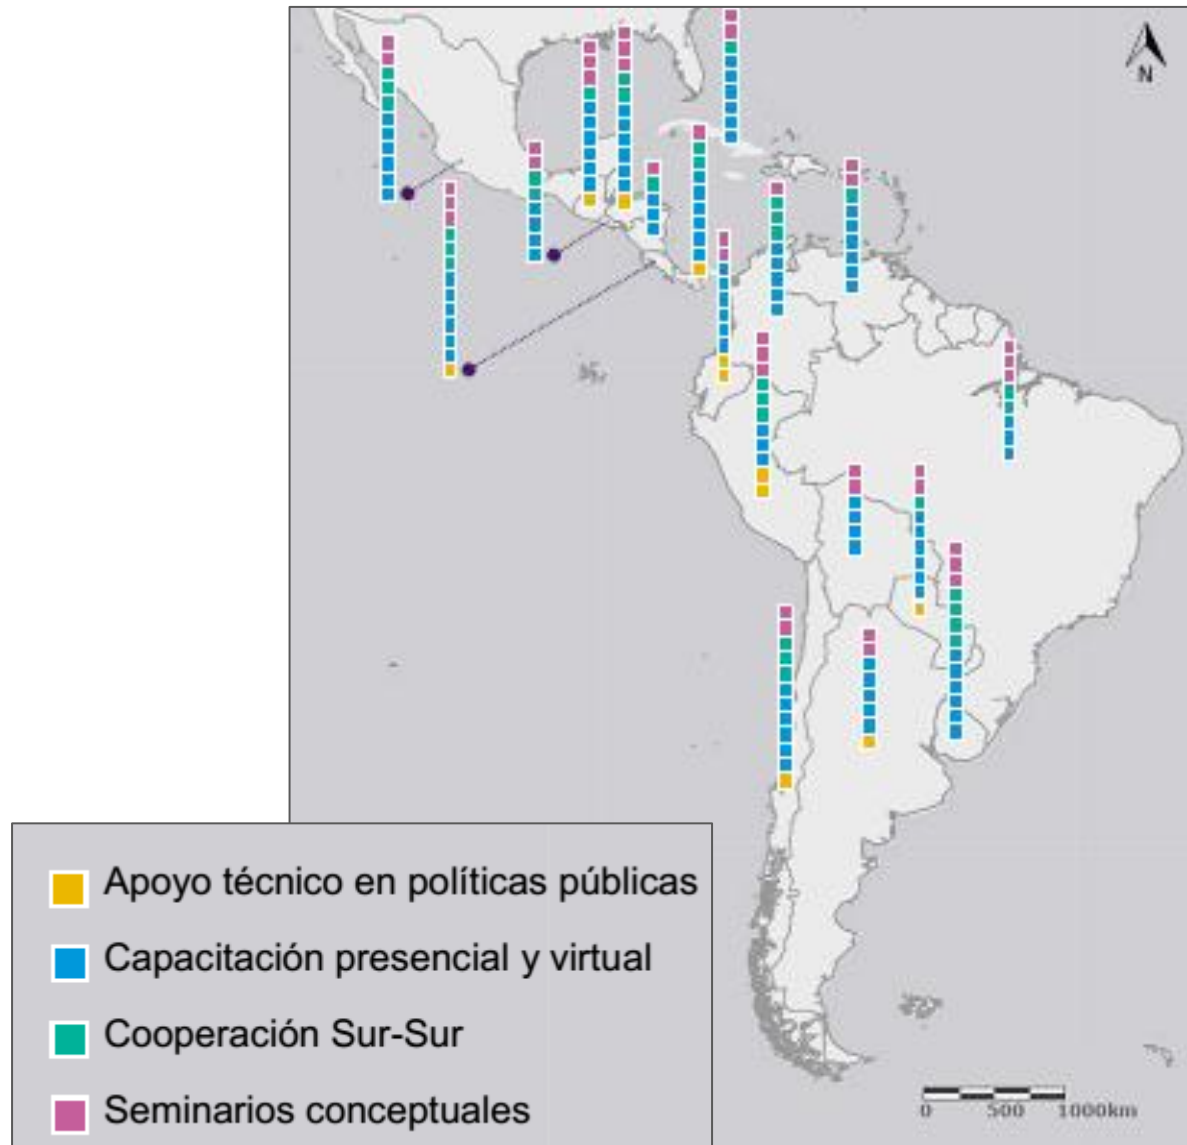 N
Apoyo técnico en políticas públicas
Capacitación presencial y virtual
Cooperación Sur-Sur
Seminarios conceptuales
0 500 1000km